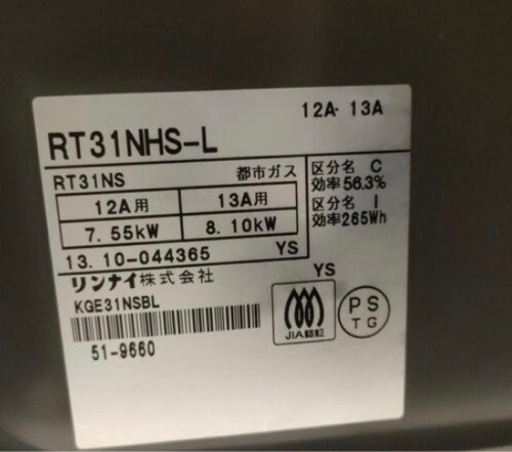 12A・13A
RT31NHS-L
RT31NS 都市ガス
12A用 13A用
7.55kW 8.10kW
区分名 C
効率56.3%
区分名 I
効率265Wh
13.10-044365 YS
リンナイ株式会社
YS
KGE31NSBL
51-9660
JIA認証
PS
TG